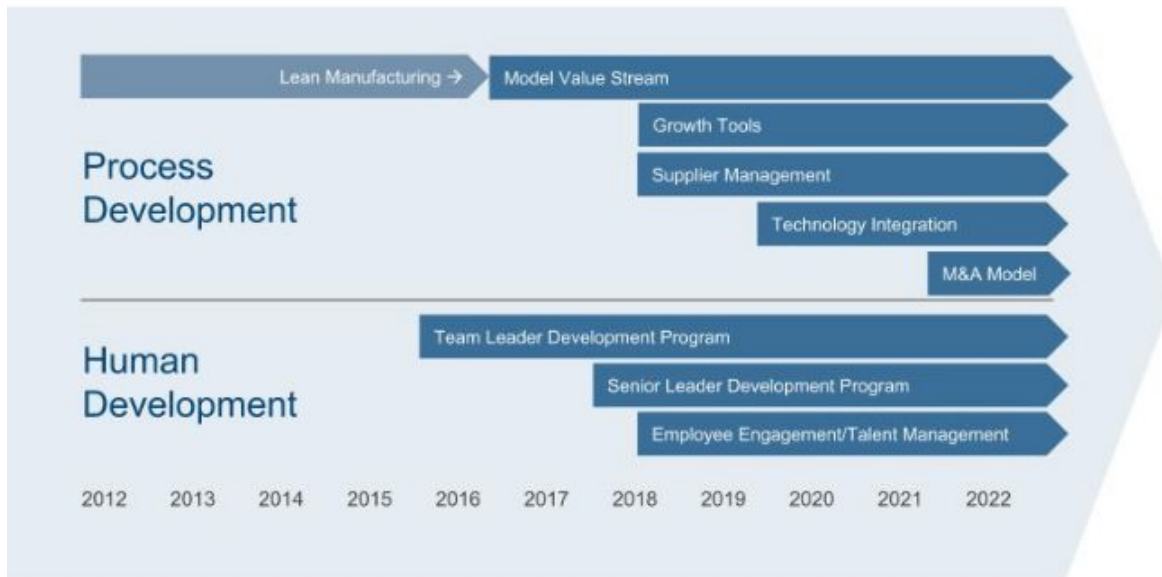 Lean Manufacturing →
Model Value Stream
Growth Tools
Process
Development
Supplier Management
Technology Integration
M&A Model
Human
Development
Team Leader Development Program
Senior Leader Development Program
Employee Engagement/Talent Management
2012 2013 2014 2015 2016 2017 2018 2019 2020 2021 2022